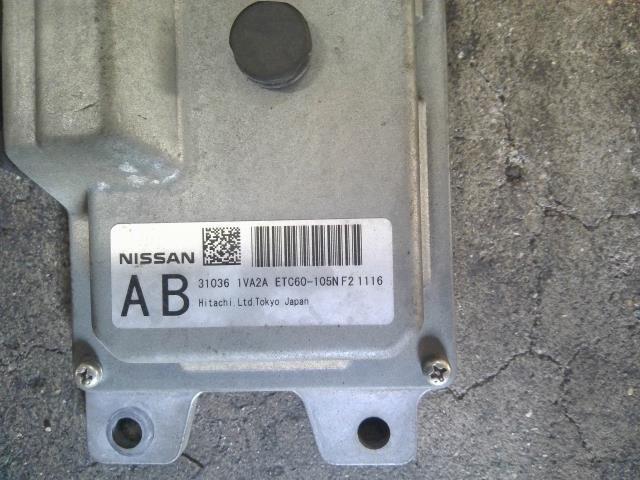 NISSAN
AB 31036 1VA2A ETC60-105N F2 1116
Hitachi.Ltd.Tokyo Japan